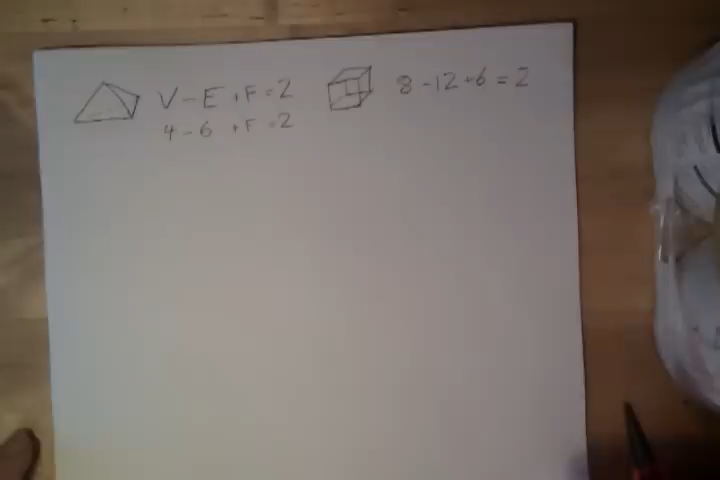 V - E + F = 2
4 - 6 + F = 2
8 - 12 + 6 = 2